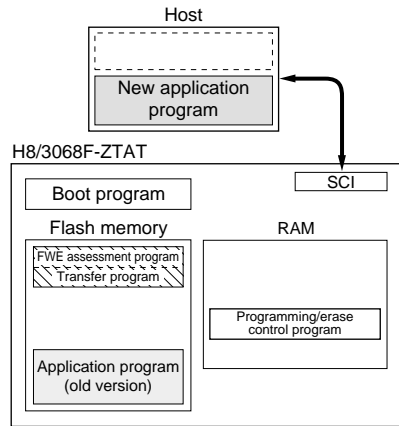 Host
New application
program
H8/3068F-ZTAT
SCI
Boot program
Flash memory
RAM
FWE assessment program
Transfer program
Programming/erase
control program
Application program
(old version)